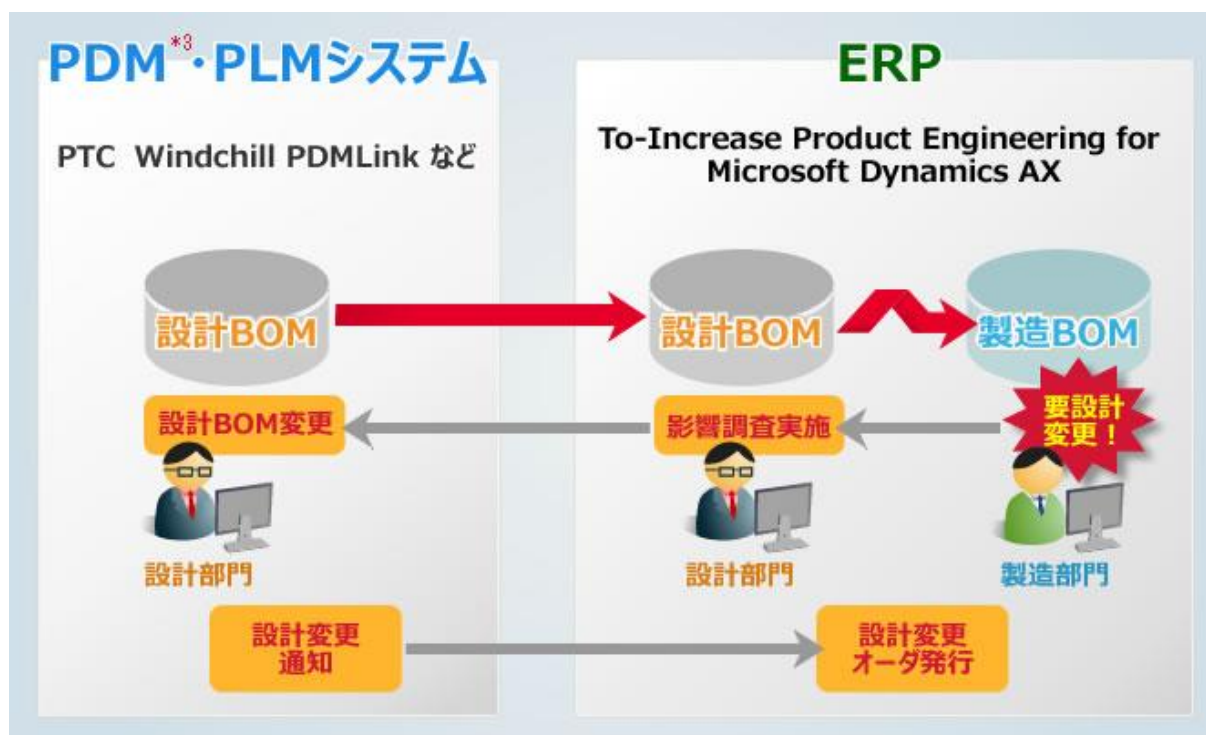 PDM*3・PLMシステム
PTC Windchill PDMLink など
設計BOM
設計BOM変更
設計部門
設計変更
通知
ERP
To-Increase Product Engineering for
Microsoft Dynamics AX
設計BOM
製造BOM
影響調査実施
要設計
変更！
設計部門
製造部門
設計変更
オーダ発行